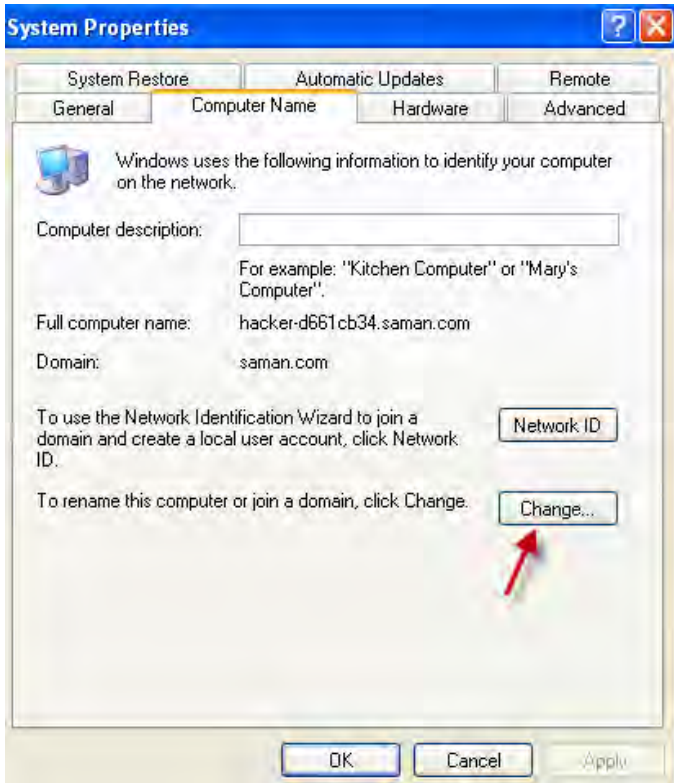 System Properties
System Restore Automatic Updates Remote
General Computer Name Hardware Advanced
Windows uses the following information to identify your computer
on the network.
Computer description:
For example: "Kitchen Computer" or "Mary's
Computer".
Full computer name: hacker-d661cb34.saman.com
Domain: saman.com
To use the Network Identification Wizard to join a
domain and create a local user account, click Network
ID.
Network ID
To rename this computer or join a domain, click Change.
Change...
OK Cancel Apply